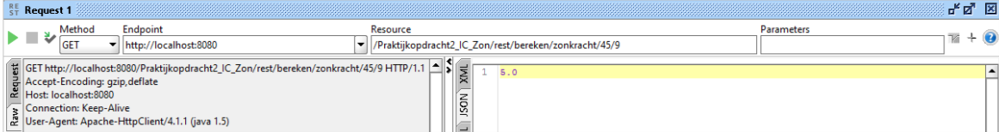 RE ST Request 1
Method Endpoint Resource Parameters
GET http://localhost:8080 /Praktijkopdracht2_IC_Zon/rest/bereken/zonkracht/45/9
Request
Raw
GET http://localhost:8080/Praktijkopdracht2_IC_Zon/rest/bereken/zonkracht/45/9 HTTP/1.1
Accept-Encoding: gzip,deflate
Host: localhost:8080
Connection: Keep-Alive
User-Agent: Apache-HttpClient/4.1.1 (java 1.5)
XML
JSON
1 5.0